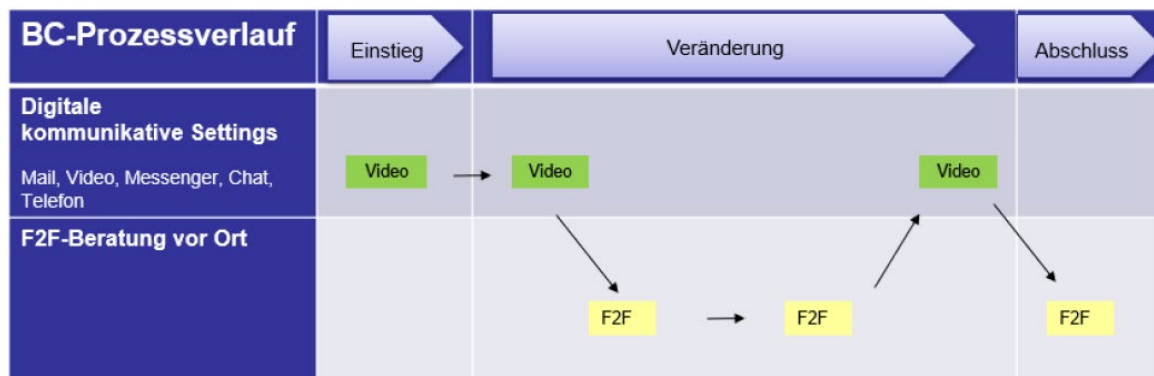 BC-Prozessverlauf
Einstieg
Veränderung
Abschluss
Digitale
kommunikative Settings
Mail, Video, Messenger, Chat,
Telefon
Video
Video
Video
F2F-Beratung vor Ort
F2F
F2F
F2F